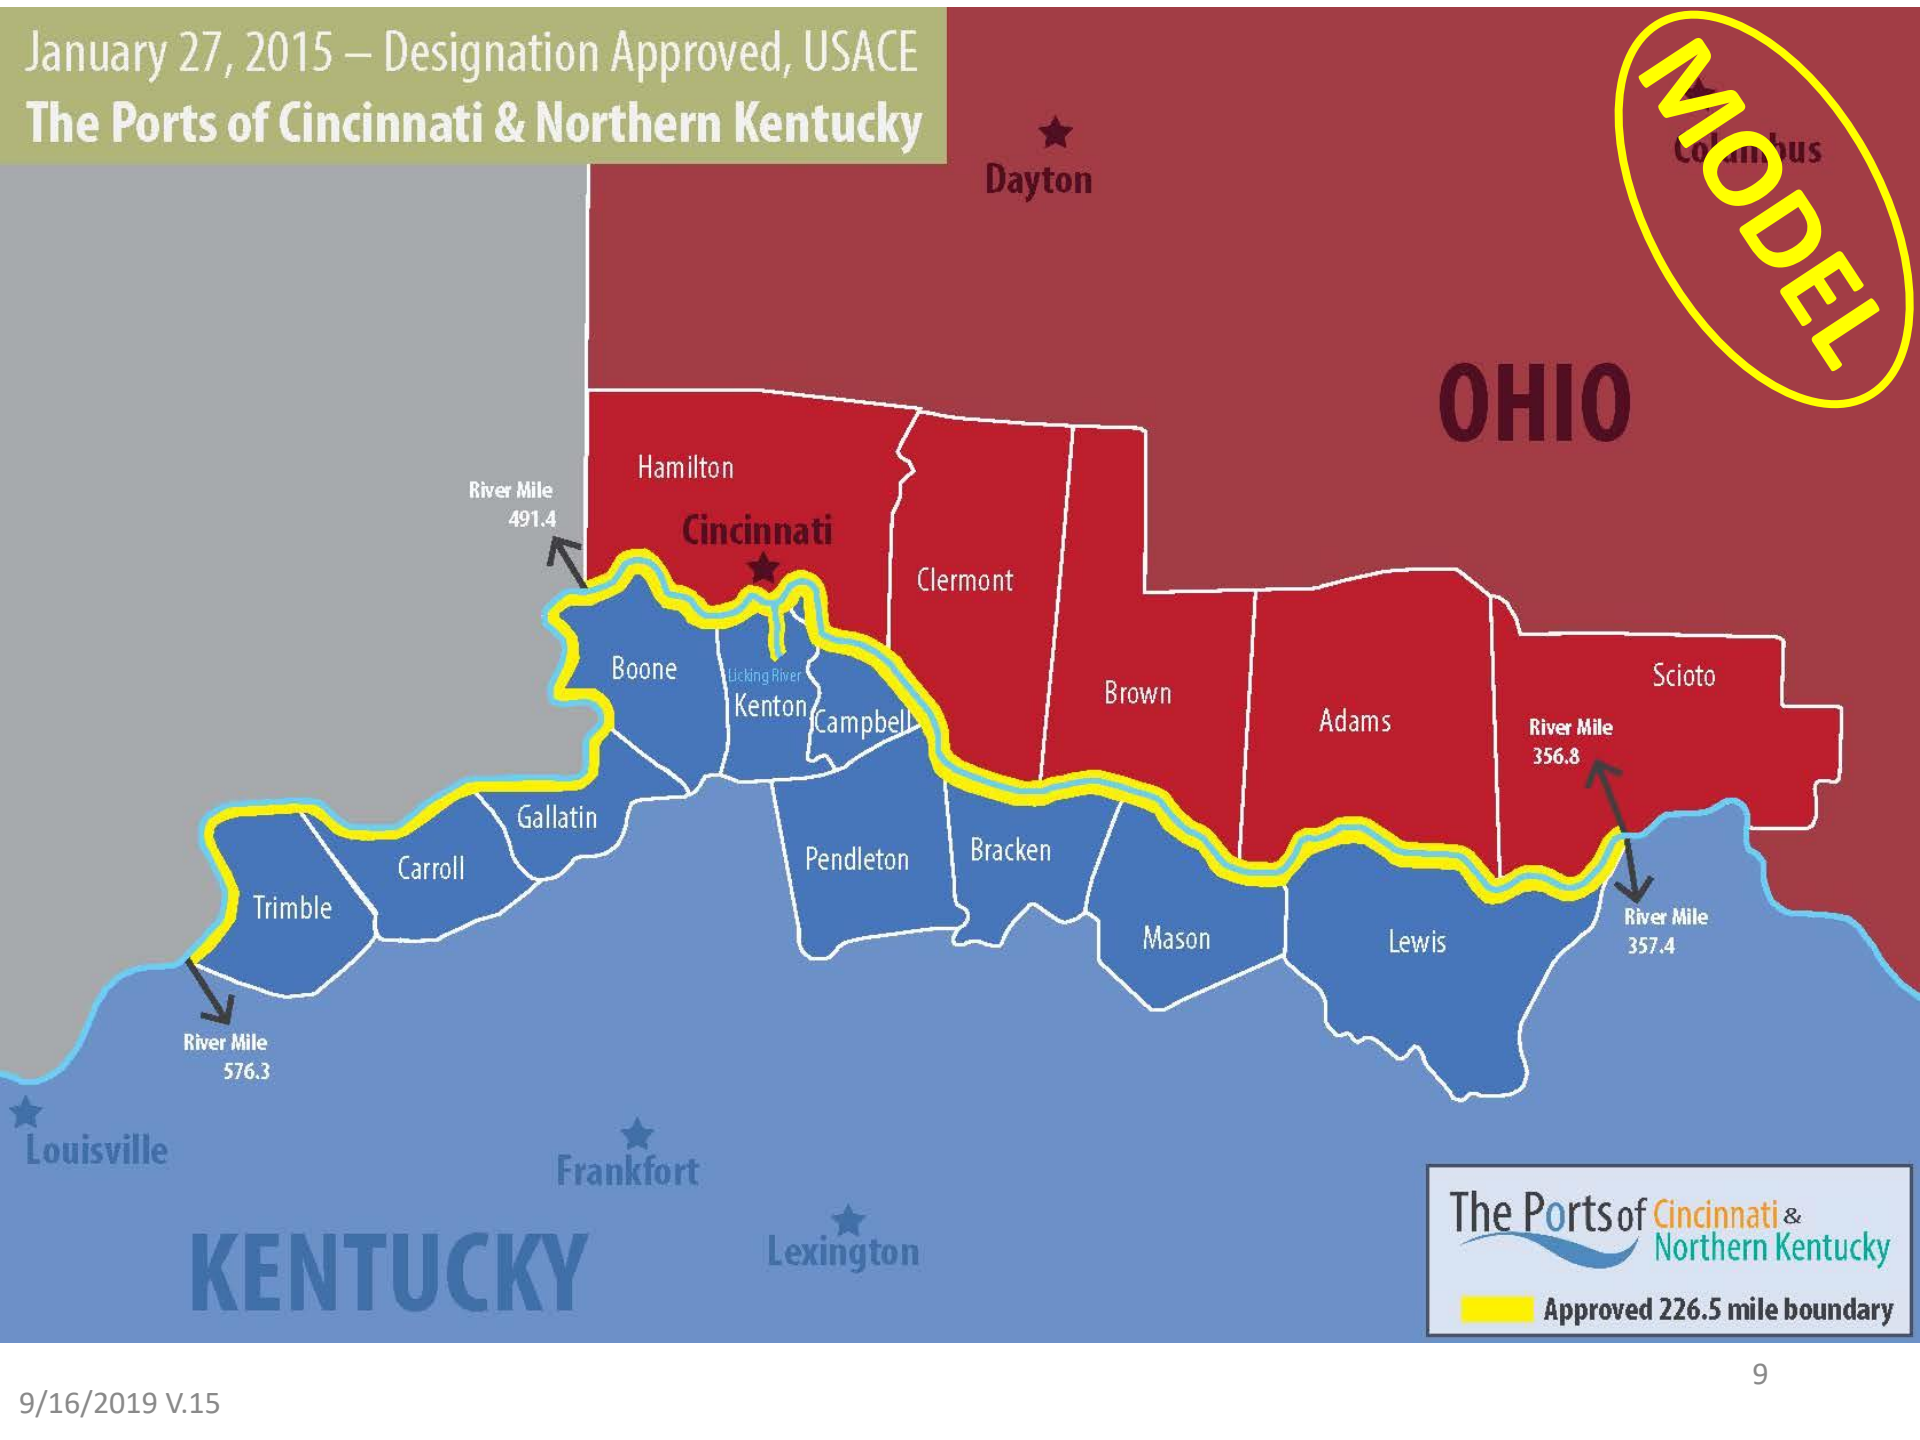 January 27, 2015 – Designation Approved, USACE
The Ports of Cincinnati & Northern Kentucky
MODEL
Columbus
Dayton
OHIO
Hamilton
River Mile
491.4
Cincinnati
Clermont
Boone
Licking River
Kenton
Campbell
Brown
Adams
Scioto
River Mile
356.8
Gallatin
Carroll
Trimble
Pendleton
Bracken
Mason
Lewis
River Mile
357.4
River Mile
576.3
Louisville
Frankfort
Lexington
KENTUCKY
The Ports of Cincinnati &
Northern Kentucky
Approved 226.5 mile boundary
9
9/16/2019 V.15